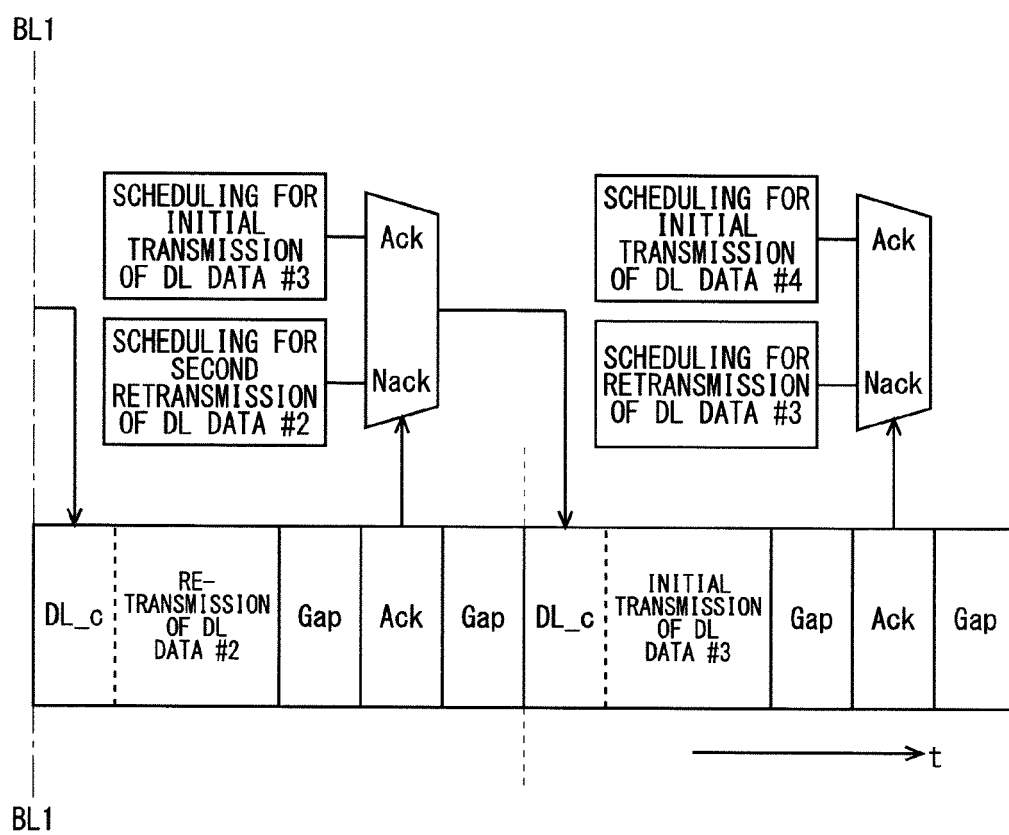 BL1
SCHEDULING FOR
INITIAL
TRANSMISSION
OF DL DATA #3
Ack
SCHEDULING FOR
SECOND
RETRANSMISSION
OF DL DATA #2
Nack
SCHEDULING FOR
INITIAL
TRANSMISSION
OF DL DATA #4
Ack
SCHEDULING FOR
RETRANSMISSION
OF DL DATA #3
Nack
DL_c
RE-
TRANSMISSION
OF DL
DATA #2
Gap
Ack
Gap
DL_c
INITIAL
TRANSMISSION
OF DL
DATA #3
Gap
Ack
Gap
t
BL1